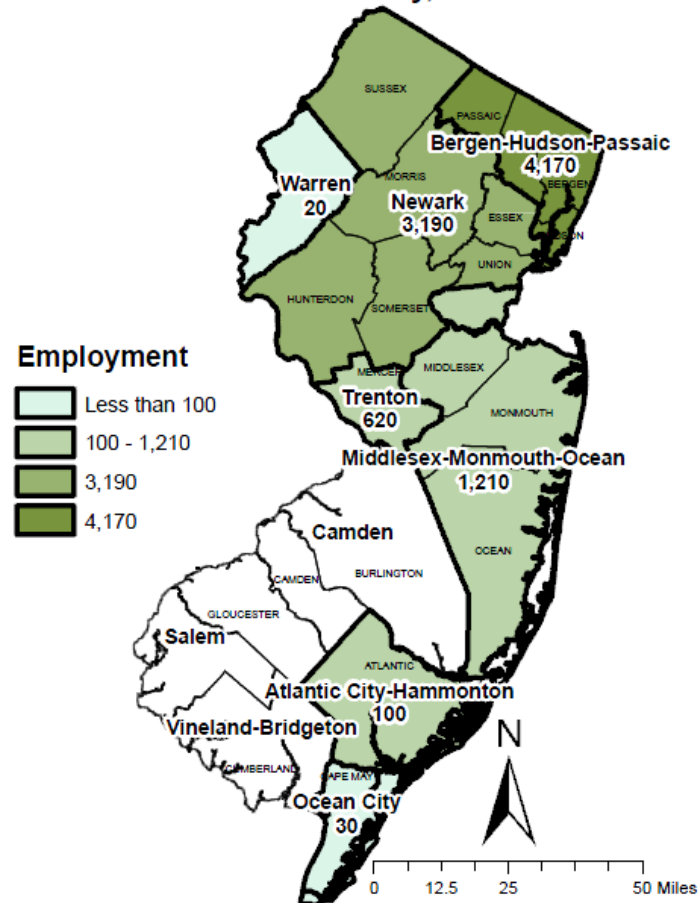 SUSSEX
PASSAIC
Bergen-Hudson-Passaic
4,170
BERGEN
MORRIS
Warren
20
Newark
3,190
ESSEX
UNION
HUNTERDON
SOMERSET
Employment
Less than 100
100 - 1,210
3,190
4,170
MERCER
MIDDLESEX
Trenton
620
MONMOUTH
Middlesex-Monmouth-Ocean
1,210
Camden
OCEAN
CAMDEN
BURLINGTON
GLOUCESTER
Salem
ATLANTIC
Atlantic City-Hammonton
100
Vineland-Bridgeton
N
CUMBERLAND
CAPE MAY
Ocean City
30
0 12.5 25 50 Miles